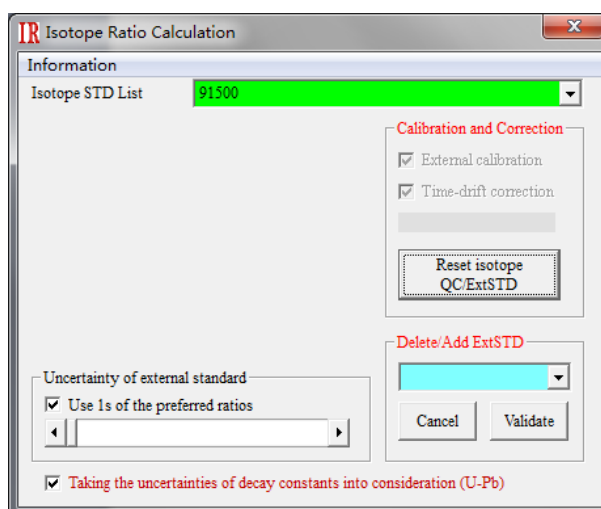 IR Isotope Ratio Calculation
x
Information
Isotope STD List 91500
Calibration and Correction
External calibration
Time-drift correction
Reset isotope
QC/ExtSTD
Delete/Add ExtSTD
Uncertainty of external standard
Use 1s of the preferred ratios
Cancel Validate
Taking the uncertainties of decay constants into consideration (U-Pb)